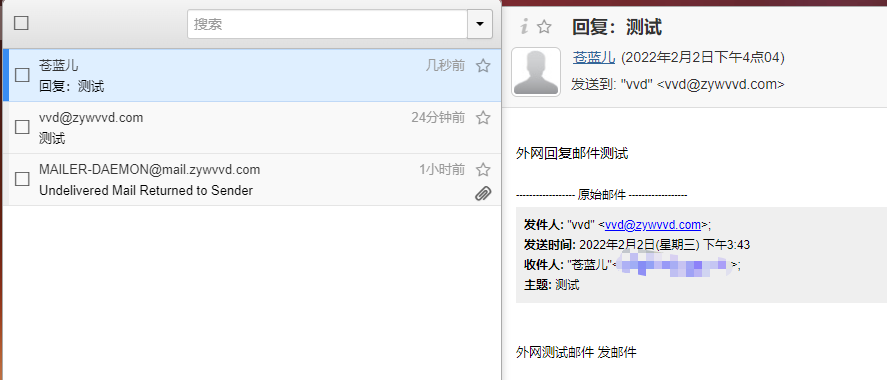 搜索
苍蓝儿 几秒前
回复：测试
vvd@zywvvd.com 24分钟前
测试
MAILER-DAEMON@mail.zywvvd.com 1小时前
Undelivered Mail Returned to Sender
回复：测试
苍蓝儿 (2022年2月2日下午4点04)
发送到: "vvd" <vvd@zywvvd.com>
外网回复邮件测试
------------------ 原始邮件 ------------------
发件人: "vvd" <vvd@zywvvd.com>;
发送时间: 2022年2月2日(星期三) 下午3:43
收件人: "苍蓝儿"< >;
主题: 测试
外网测试邮件 发邮件